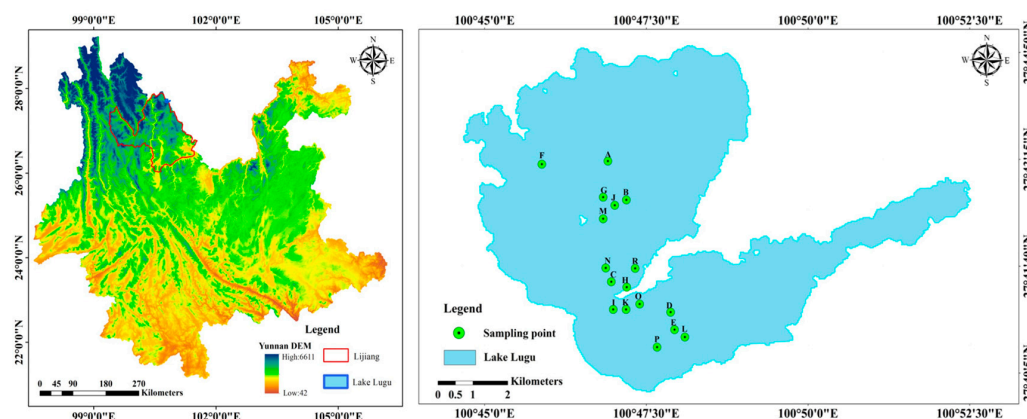 99°0'0"E 102°0'0"E 105°0'0"E
28°0'0"N
26°0'0"N
24°0'0"N
22°0'0"N
N
W E
S
Legend
Yunnan DEM
High:6611
Low:42
Lijiang
Lake Lugu
0 45 90 180 270
Kilometers
99°0'0"E 102°0'0"E 105°0'0"E
100°45'E 100°47'30"E 100°50'E 100°52'30"E
N
W E
S
F
A
G
B
J
M
N
R
C
H
O
I
K
D
E
L
P
Legend
Sampling point
Lake Lugu
Kilometers
0 0.5 1 2
100°45'E 100°47'30"E 100°50'E 100°52'30"E